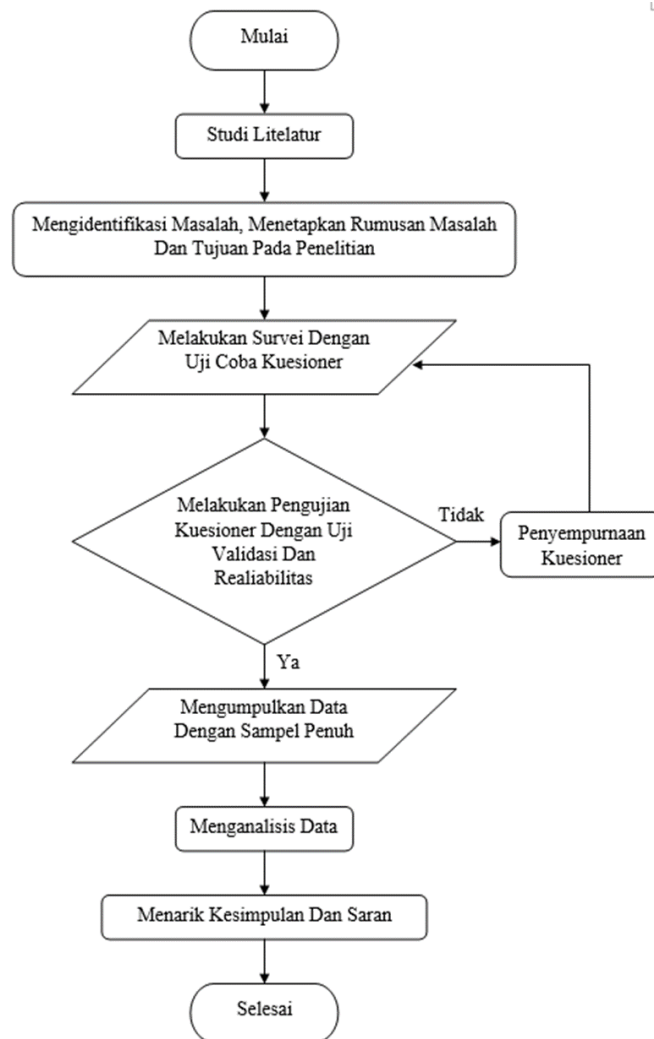 Mulai
Studi Litelatur
Mengidentifikasi Masalah, Menetapkan Rumusan Masalah
Dan Tujuan Pada Penelitian
Melakukan Survei Dengan
Uji Coba Kuesioner
Melakukan Pengujian
Kuesioner Dengan Uji
Validasi Dan
Realiabilitas
Tidak
Penyempurnaan
Kuesioner
Ya
Mengumpulkan Data
Dengan Sampel Penuh
Menganalisis Data
Menarik Kesimpulan Dan Saran
Selesai